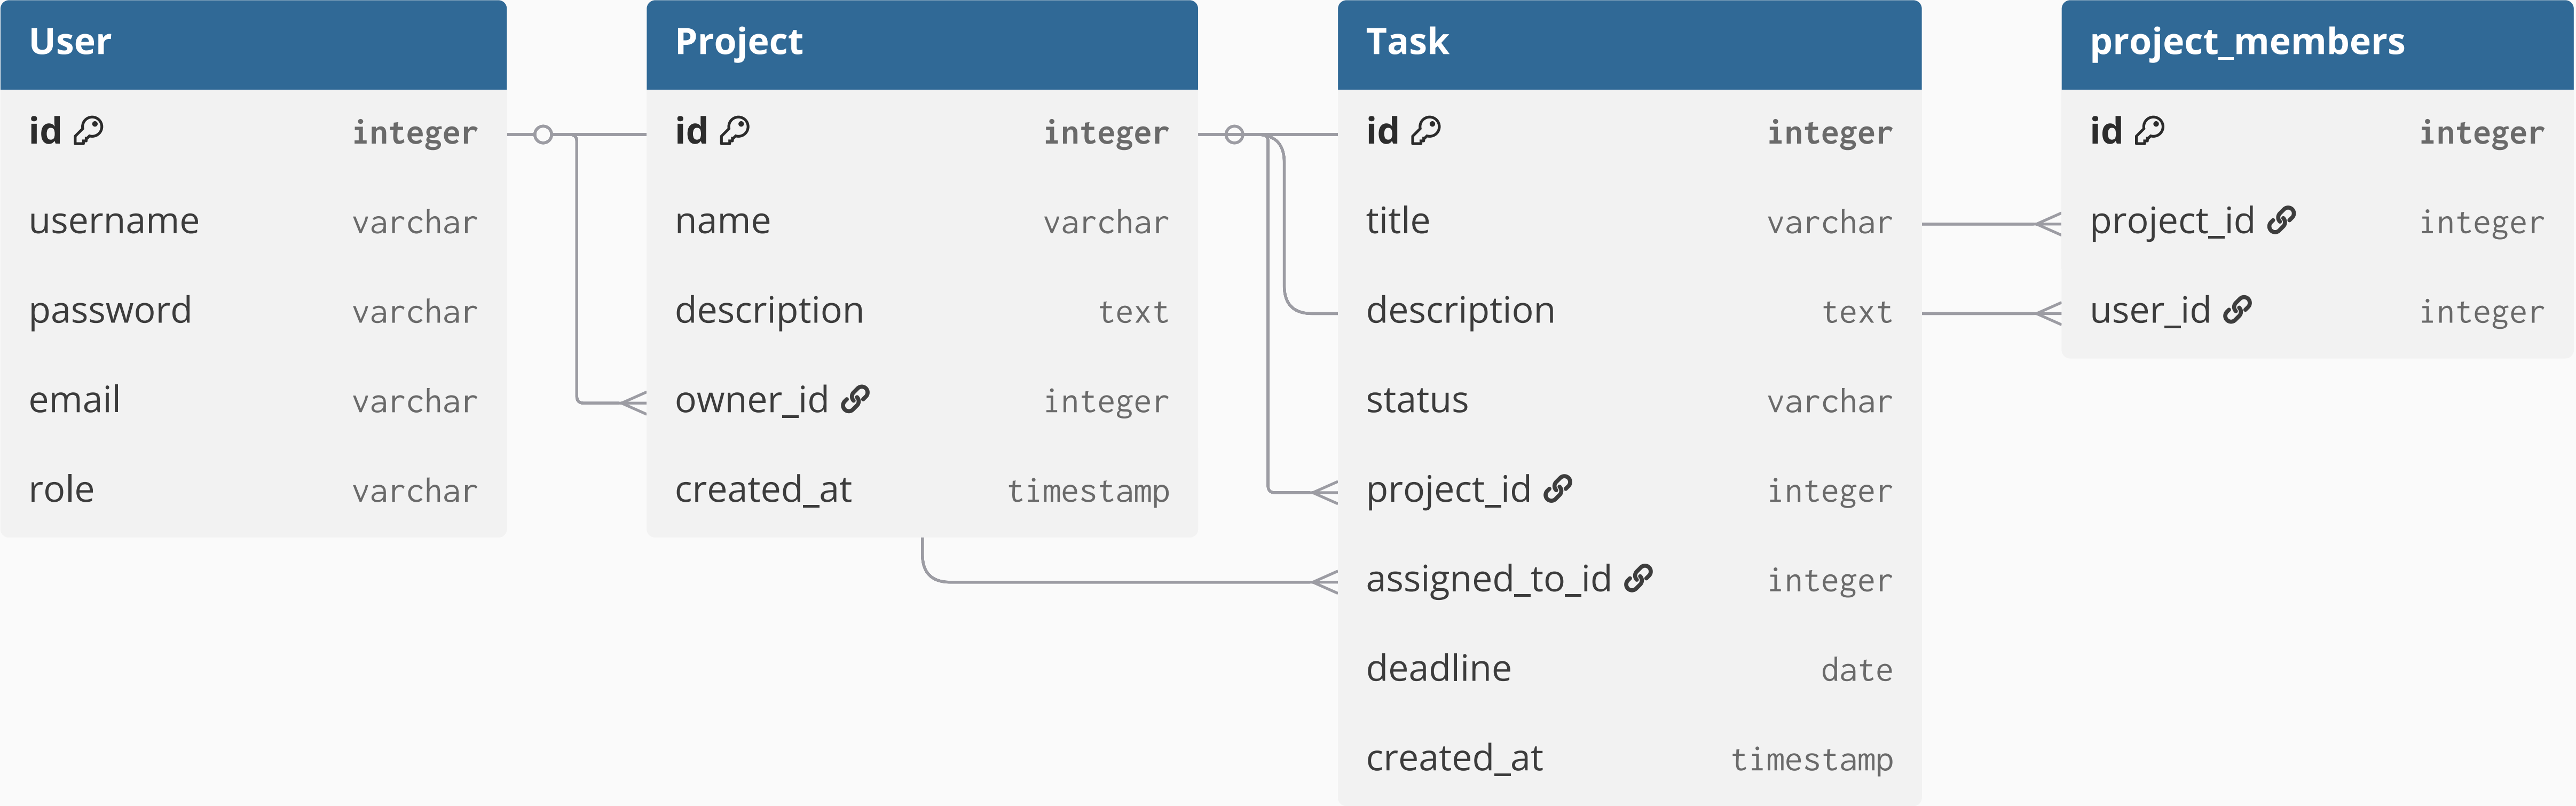 User
id integer
username varchar
password varchar
email varchar
role varchar
Project
id integer
name varchar
description text
owner_id integer
created_at timestamp
Task
id integer
title varchar
description text
status varchar
project_id integer
assigned_to_id integer
deadline date
created_at timestamp
project_members
id integer
project_id integer
user_id integer